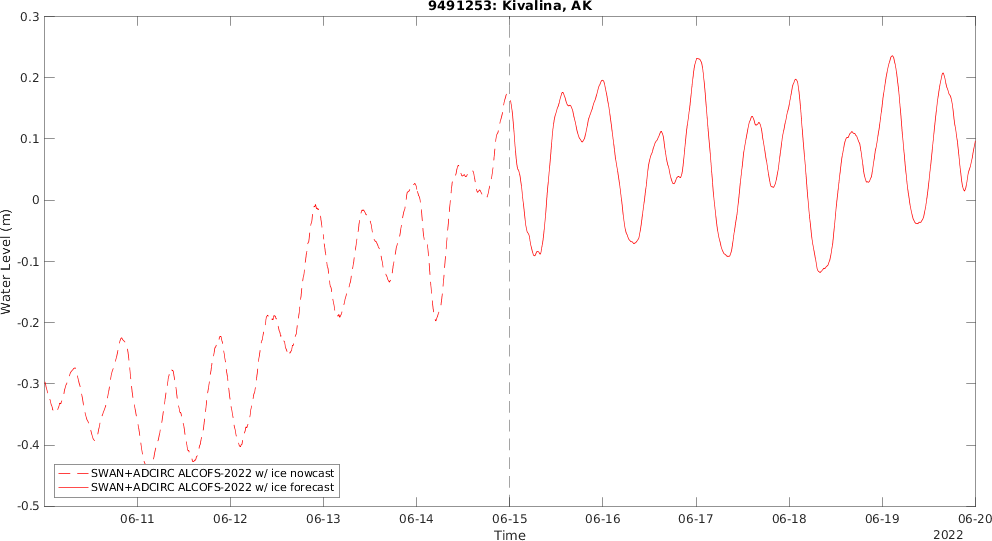 9491253: Kivalina, AK
0.3
0.2
0.1
0
-0.1
-0.2
-0.3
-0.4
-0.5
Water Level (m)
SWAN+ADCIRC ALCOFS-2022 w/ ice nowcast
SWAN+ADCIRC ALCOFS-2022 w/ ice forecast
06-11 06-12 06-13 06-14 06-15 06-16 06-17 06-18 06-19 06-20
Time
2022